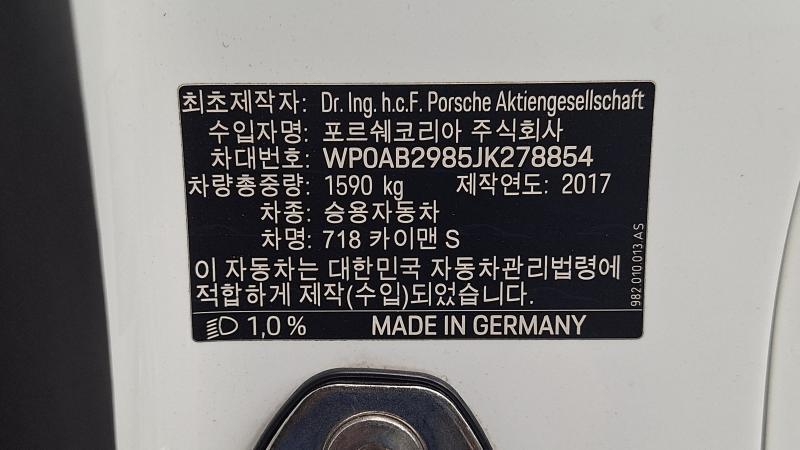 최초제작자: Dr. Ing. h.c.F. Porsche Aktiengesellschaft
수입자명: 포르쉐코리아 주식회사
차대번호: WP0AB2985JK278854
차량총중량: 1590 kg 제작연도: 2017
차종: 승용자동차
차명: 718 카이맨 S
이 자동차는 대한민국 자동차관리법령에
적합하게 제작(수입)되었습니다.
1,0 % MADE IN GERMANY
982.010.013.AS